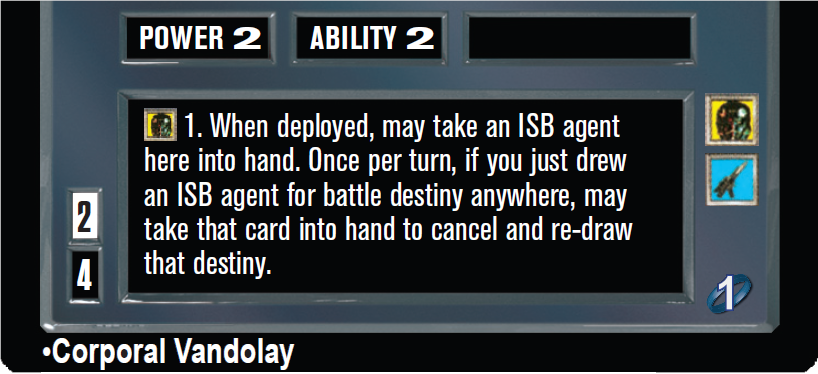 POWER 2 ABILITY 2
1. When deployed, may take an ISB agent
here into hand. Once per turn, if you just drew
an ISB agent for battle destiny anywhere, may
take that card into hand to cancel and re-draw
that destiny.
2
4
1
•Corporal Vandolay